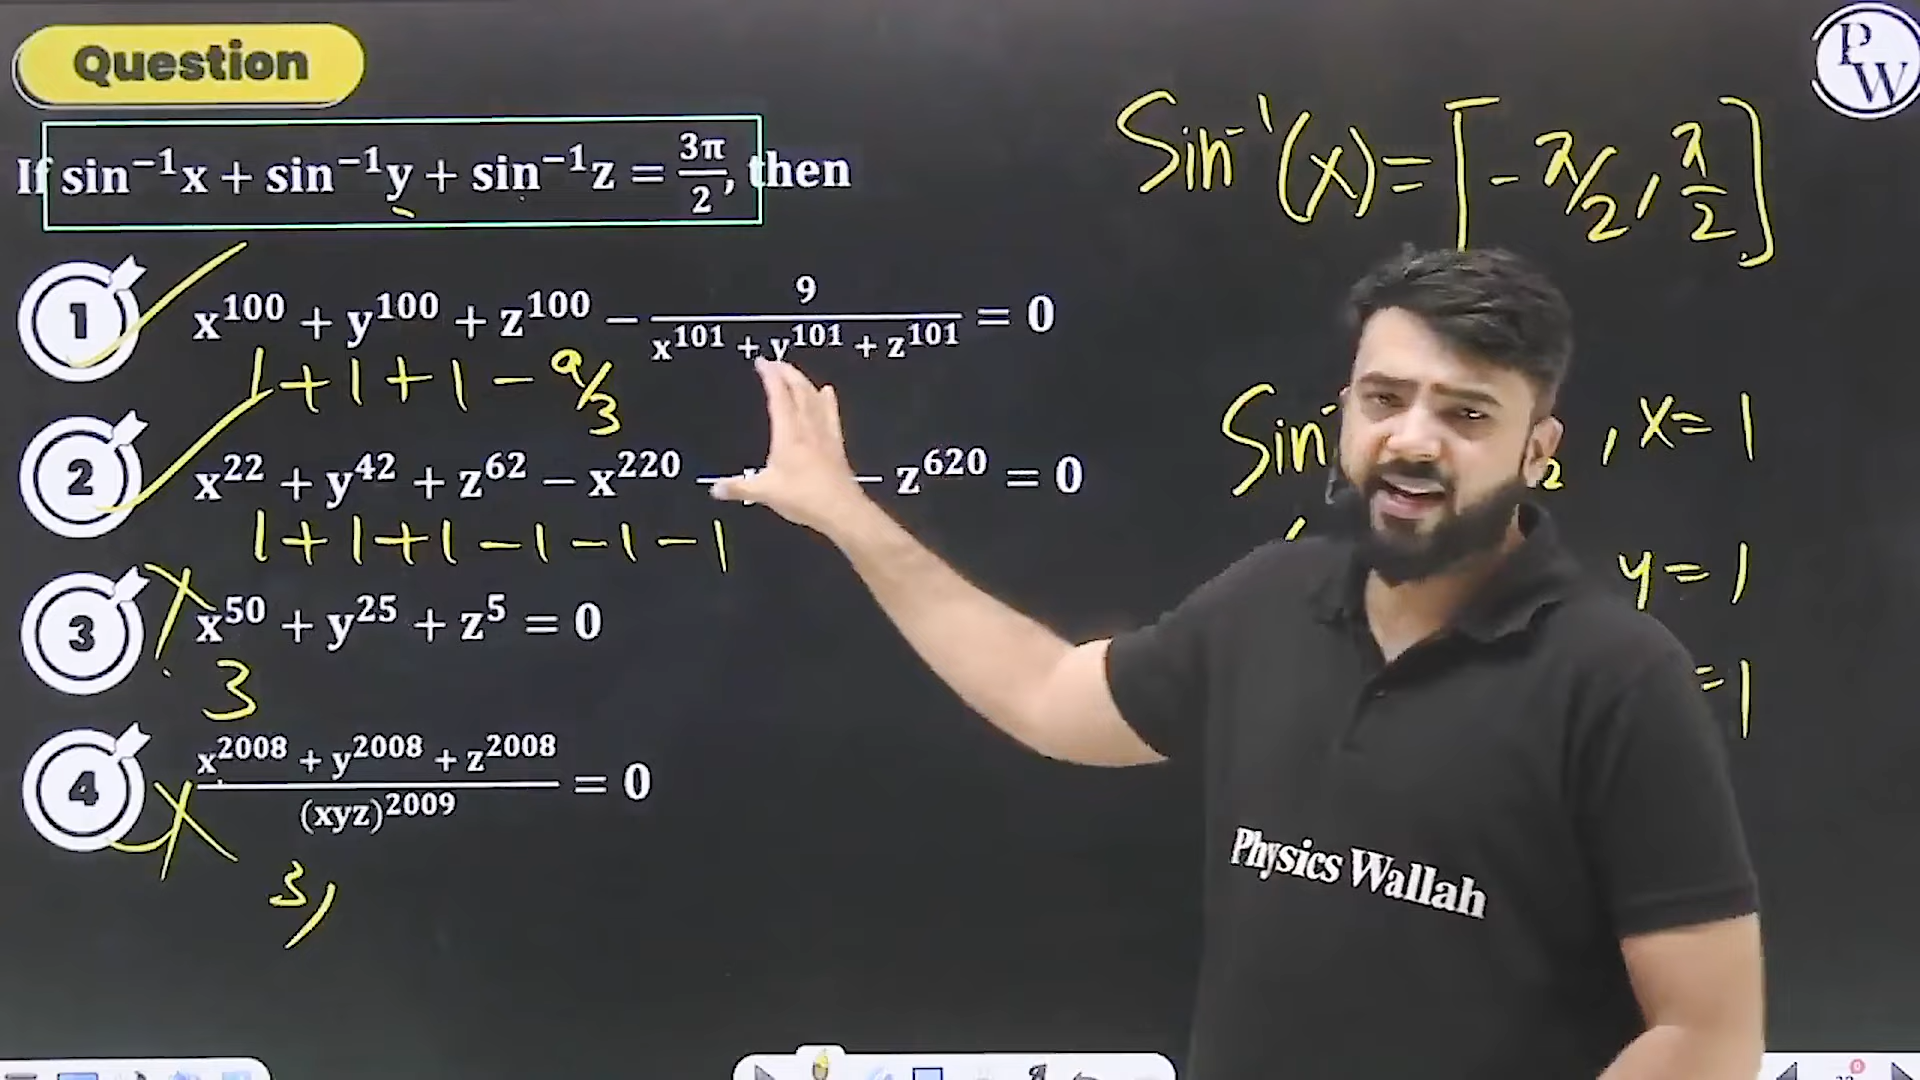 Question
PW
If sin⁻¹x + sin⁻¹y + sin⁻¹z = 3π/2, then
Sin⁻¹(x) = [-π/2, π/2]
1 x¹⁰⁰ + y¹⁰⁰ + z¹⁰⁰ − 9/(x¹⁰¹ + y¹⁰¹ + z¹⁰¹) = 0
1 + 1 + 1 - 9/3
Sin⁻ 2, x = 1
2 x²² + y⁴² + z⁶² − x²²⁰ − − z⁶²⁰ = 0
1 + 1 + 1 - 1 - 1 - 1
y = 1
3 x⁵⁰ + y²⁵ + z⁵ = 0
3
= 1
4 (x²⁰⁰⁸ + y²⁰⁰⁸ + z²⁰⁰⁸)/(xyz)²⁰⁰⁹ = 0
3,
Physics Wallah